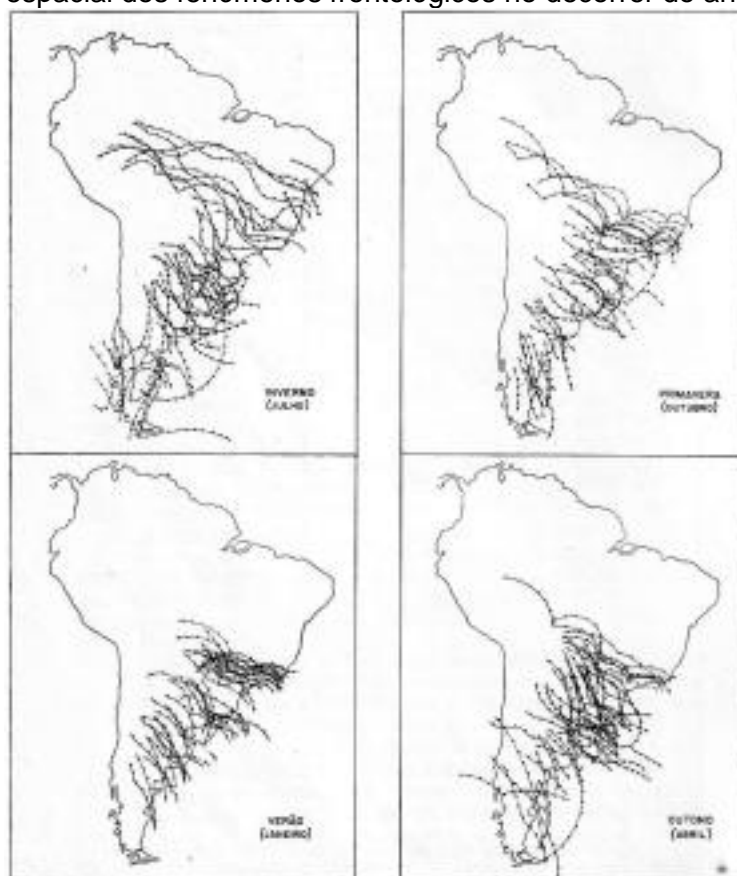 espacial dos fenômenos frontológicos no decorrer do an
INVERNO
(JULHO)
PRIMAVERA
(OUTUBRO)
VERÃO
(JANEIRO)
OUTONO
(ABRIL)